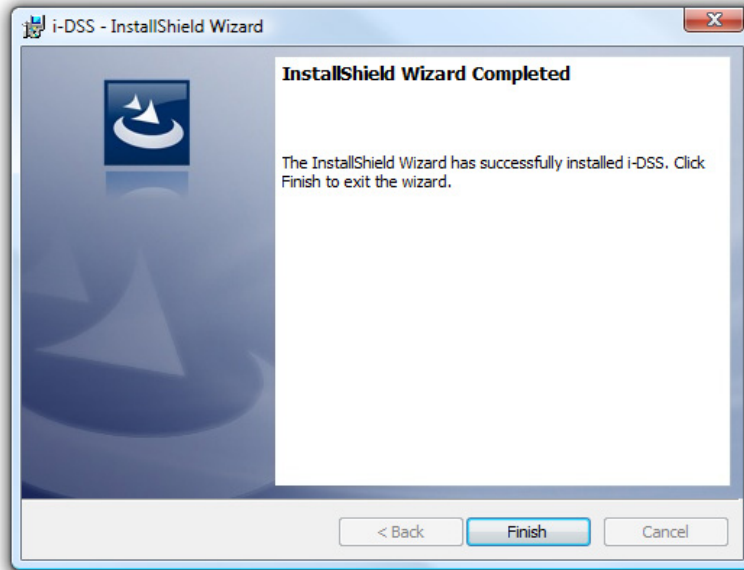 i-DSS - InstallShield Wizard
InstallShield Wizard Completed
The InstallShield Wizard has successfully installed i-DSS. Click
Finish to exit the wizard.
< Back
Finish
Cancel